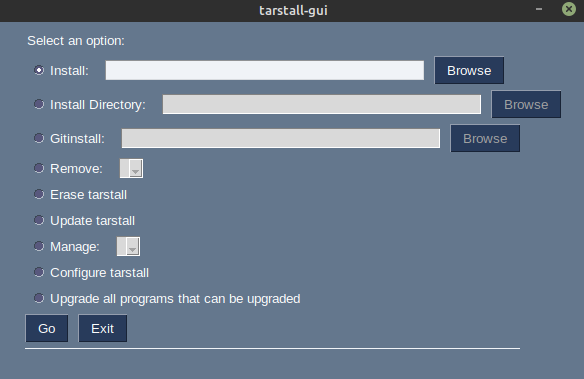 tarstall-gui
Select an option:
Install: Browse
Install Directory: Browse
Gitinstall: Browse
Remove:
Erase tarstall
Update tarstall
Manage:
Configure tarstall
Upgrade all programs that can be upgraded
Go Exit